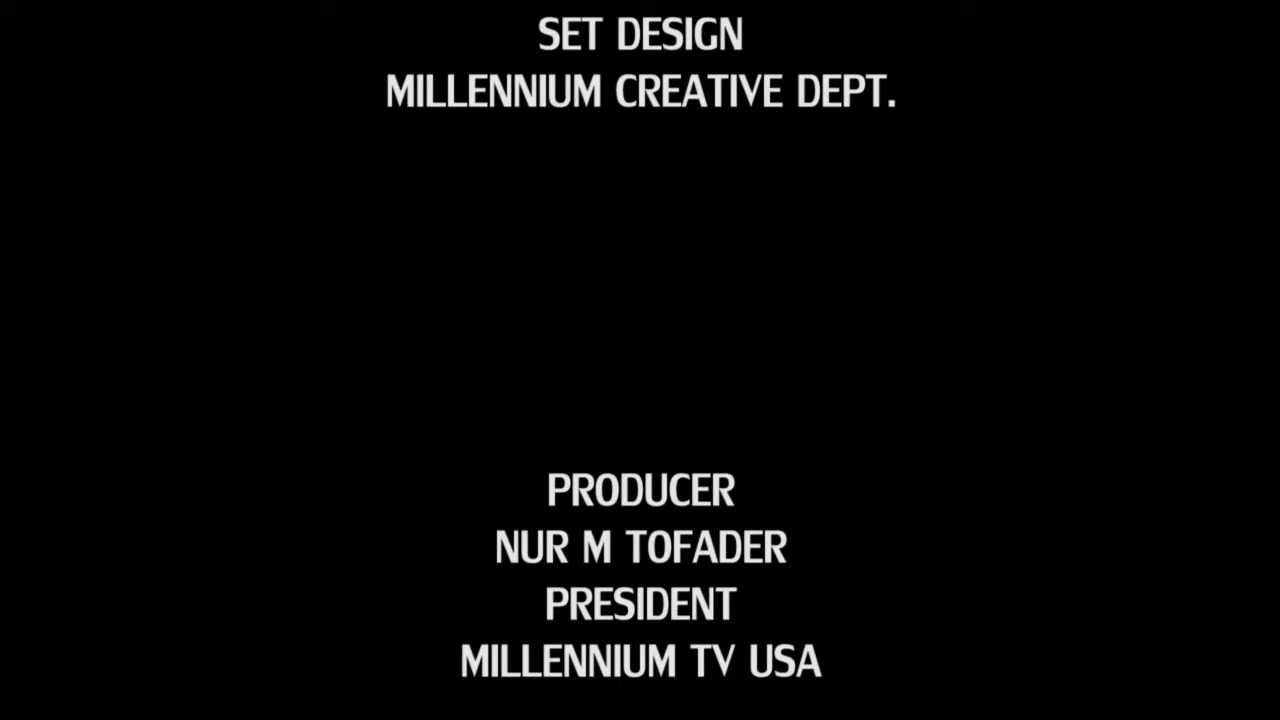 SET DESIGN
MILLENNIUM CREATIVE DEPT.
PRODUCER
NUR M TOFADER
PRESIDENT
MILLENNIUM TV USA